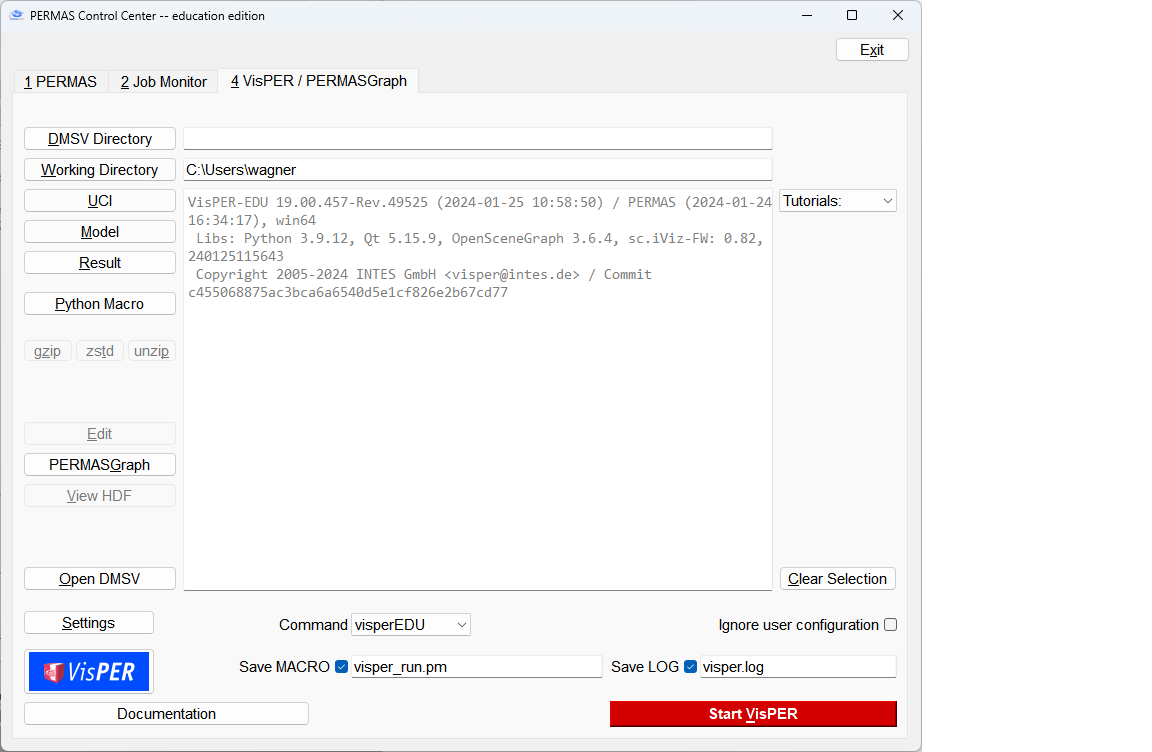 PERMAS Control Center -- education edition
Exit
1 PERMAS
2 Job Monitor
4 VisPER / PERMASGraph
DMSV Directory
Working Directory
C:\Users\wagner
UCI
VisPER-EDU 19.00.457-Rev.49525 (2024-01-25 10:58:50) / PERMAS (2024-01-24
16:34:17), win64
Libs: Python 3.9.12, Qt 5.15.9, OpenSceneGraph 3.6.4, sc.iViz-FW: 0.82,
240125115643
Copyright 2005-2024 INTES GmbH <visper@intes.de> / Commit
c455068875ac3bca6a6540d5e1cf826e2b67cd77
Tutorials:
Model
Result
Python Macro
gzip
zstd
unzip
Edit
PERMASGraph
View HDF
Open DMSV
Clear Selection
Settings
Command
visperEDU
Ignore user configuration
VisPER
Save MACRO
visper_run.pm
Save LOG
visper.log
Documentation
Start VisPER